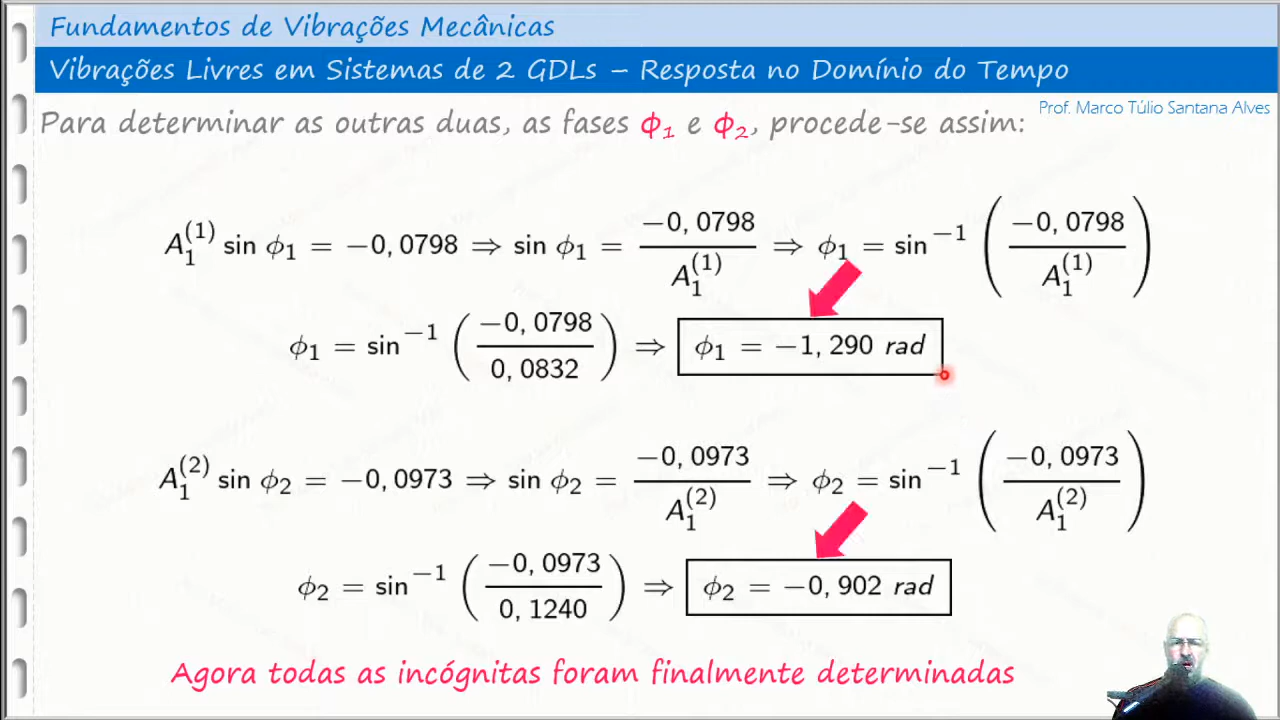 Fundamentos de Vibrações Mecânicas
Vibrações Livres em Sistemas de 2 GDLs – Resposta no Domínio do Tempo
Prof. Marco Túlio Santana Alves
Para determinar as outras duas, as fases ϕ₁ e ϕ₂, procede-se assim:
A₁⁽¹⁾ sin ϕ₁ = −0, 0798 ⇒ sin ϕ₁ = −0, 0798 / A₁⁽¹⁾ ⇒ ϕ₁ = sin⁻¹ (−0, 0798 / A₁⁽¹⁾)
ϕ₁ = sin⁻¹ (−0, 0798 / 0, 0832) ⇒ ϕ₁ = −1, 290 rad
A₁⁽²⁾ sin ϕ₂ = −0, 0973 ⇒ sin ϕ₂ = −0, 0973 / A₁⁽²⁾ ⇒ ϕ₂ = sin⁻¹ (−0, 0973 / A₁⁽²⁾)
ϕ₂ = sin⁻¹ (−0, 0973 / 0, 1240) ⇒ ϕ₂ = −0, 902 rad
Agora todas as incógnitas foram finalmente determinadas